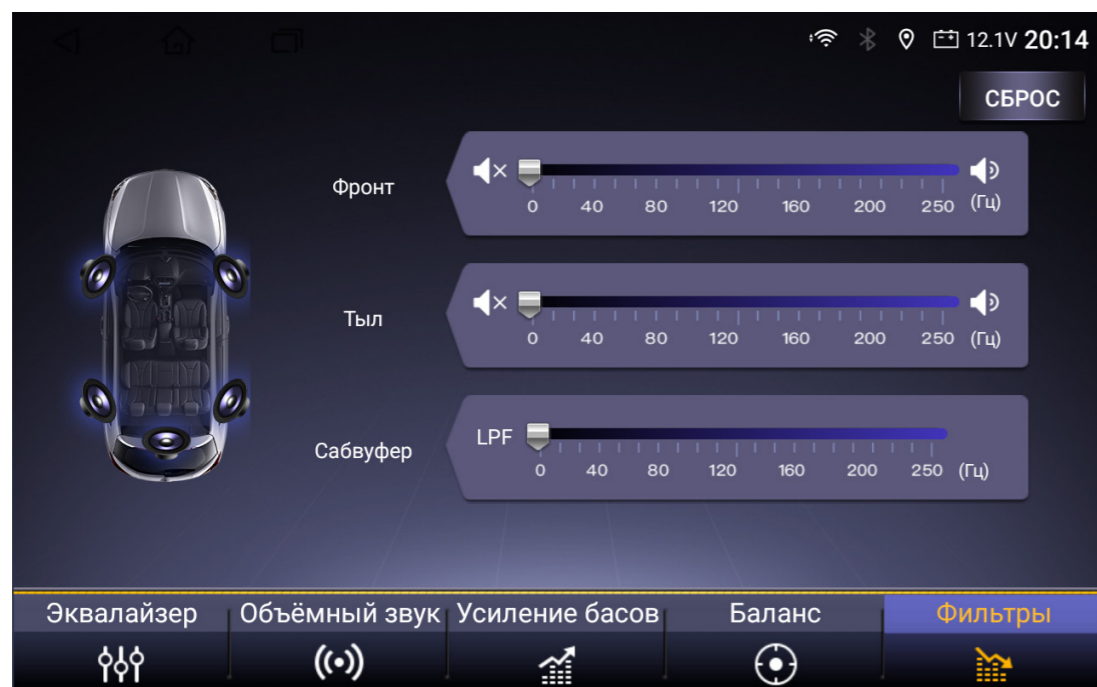 12.1V 20:14
СБРОС
Фронт
0 40 80 120 160 200 250 (Гц)
Тыл
0 40 80 120 160 200 250 (Гц)
Сабвуфер
LPF
0 40 80 120 160 200 250 (Гц)
Эквалайзер Объёмный звук Усиление басов Баланс Фильтры